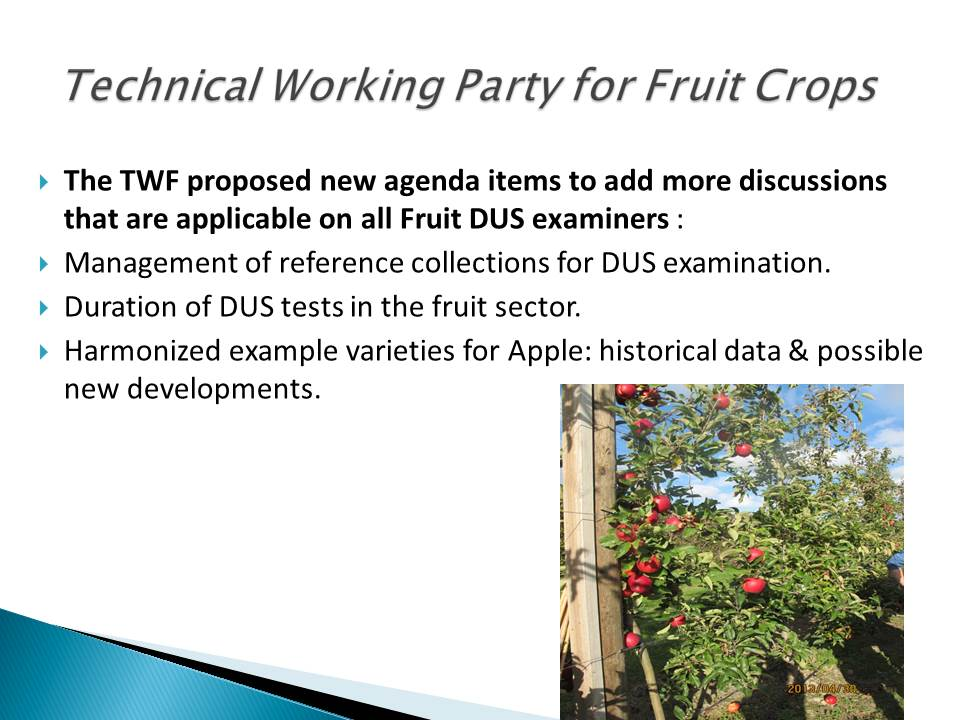 Technical Working Party for Fruit Crops
The TWF proposed new agenda items to add more discussions
that are applicable on all Fruit DUS examiners :
Management of reference collections for DUS examination.
Duration of DUS tests in the fruit sector.
Harmonized example varieties for Apple: historical data & possible
new developments.